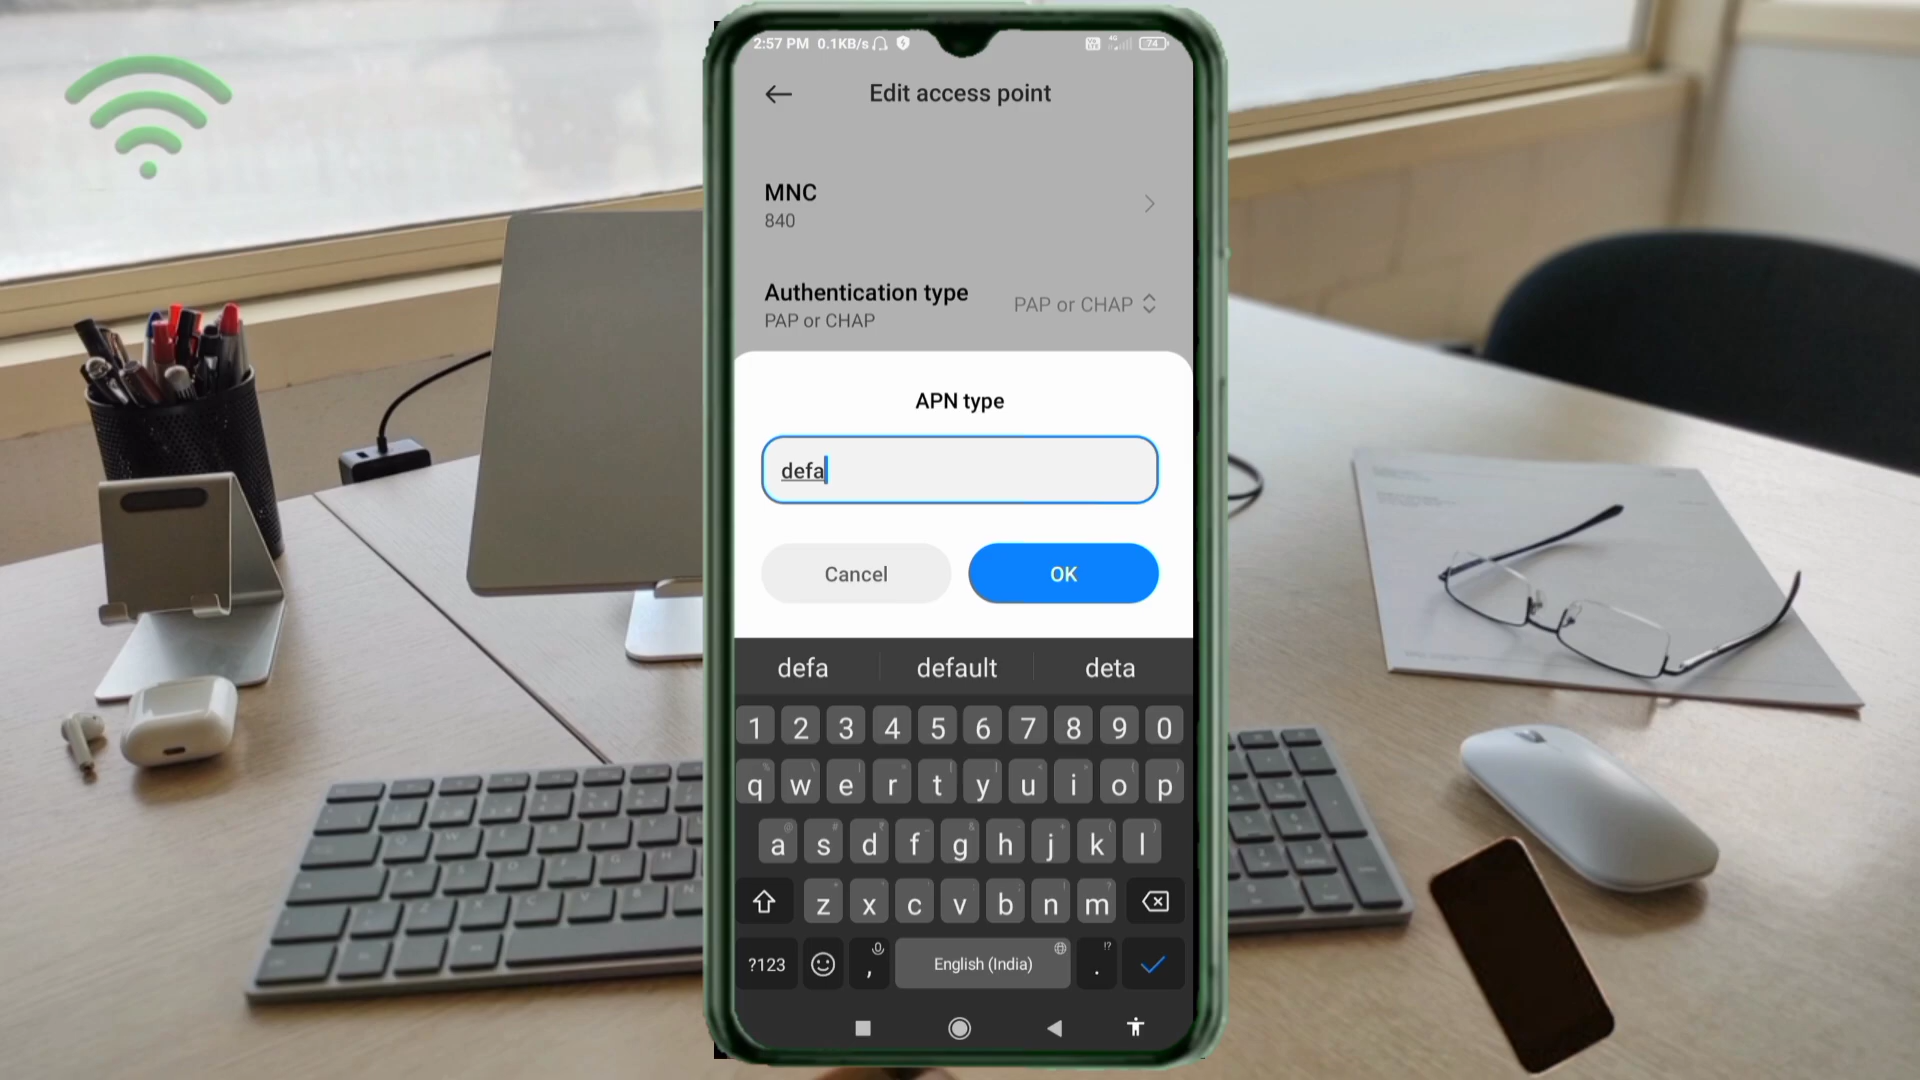 2:57 PM 0.1KB/s 4G 74
Edit access point
MNC
840
Authentication type
PAP or CHAP
PAP or CHAP
APN type
defa
Cancel OK
defa default deta
1 2 3 4 5 6 7 8 9 0
q w e r t y u i o p
a s d f g h j k l
z x c v b n m
?123 , English (India) . !?